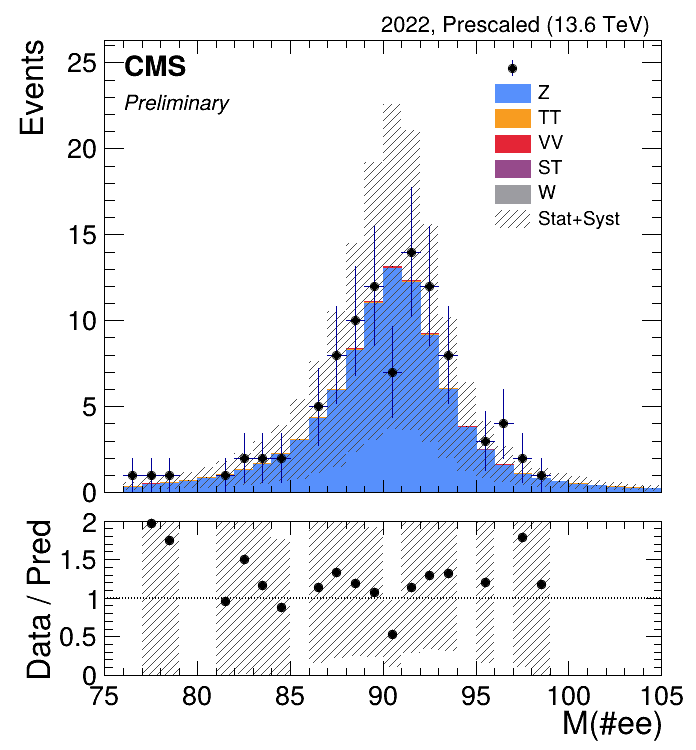 2022, Prescaled (13.6 TeV)
CMS
Preliminary
Events
25
20
15
10
5
0
Z
TT
VV
ST
W
Stat+Syst
Data / Pred
2
1.5
1
0.5
0
75 80 85 90 95 100 105
M(#ee)